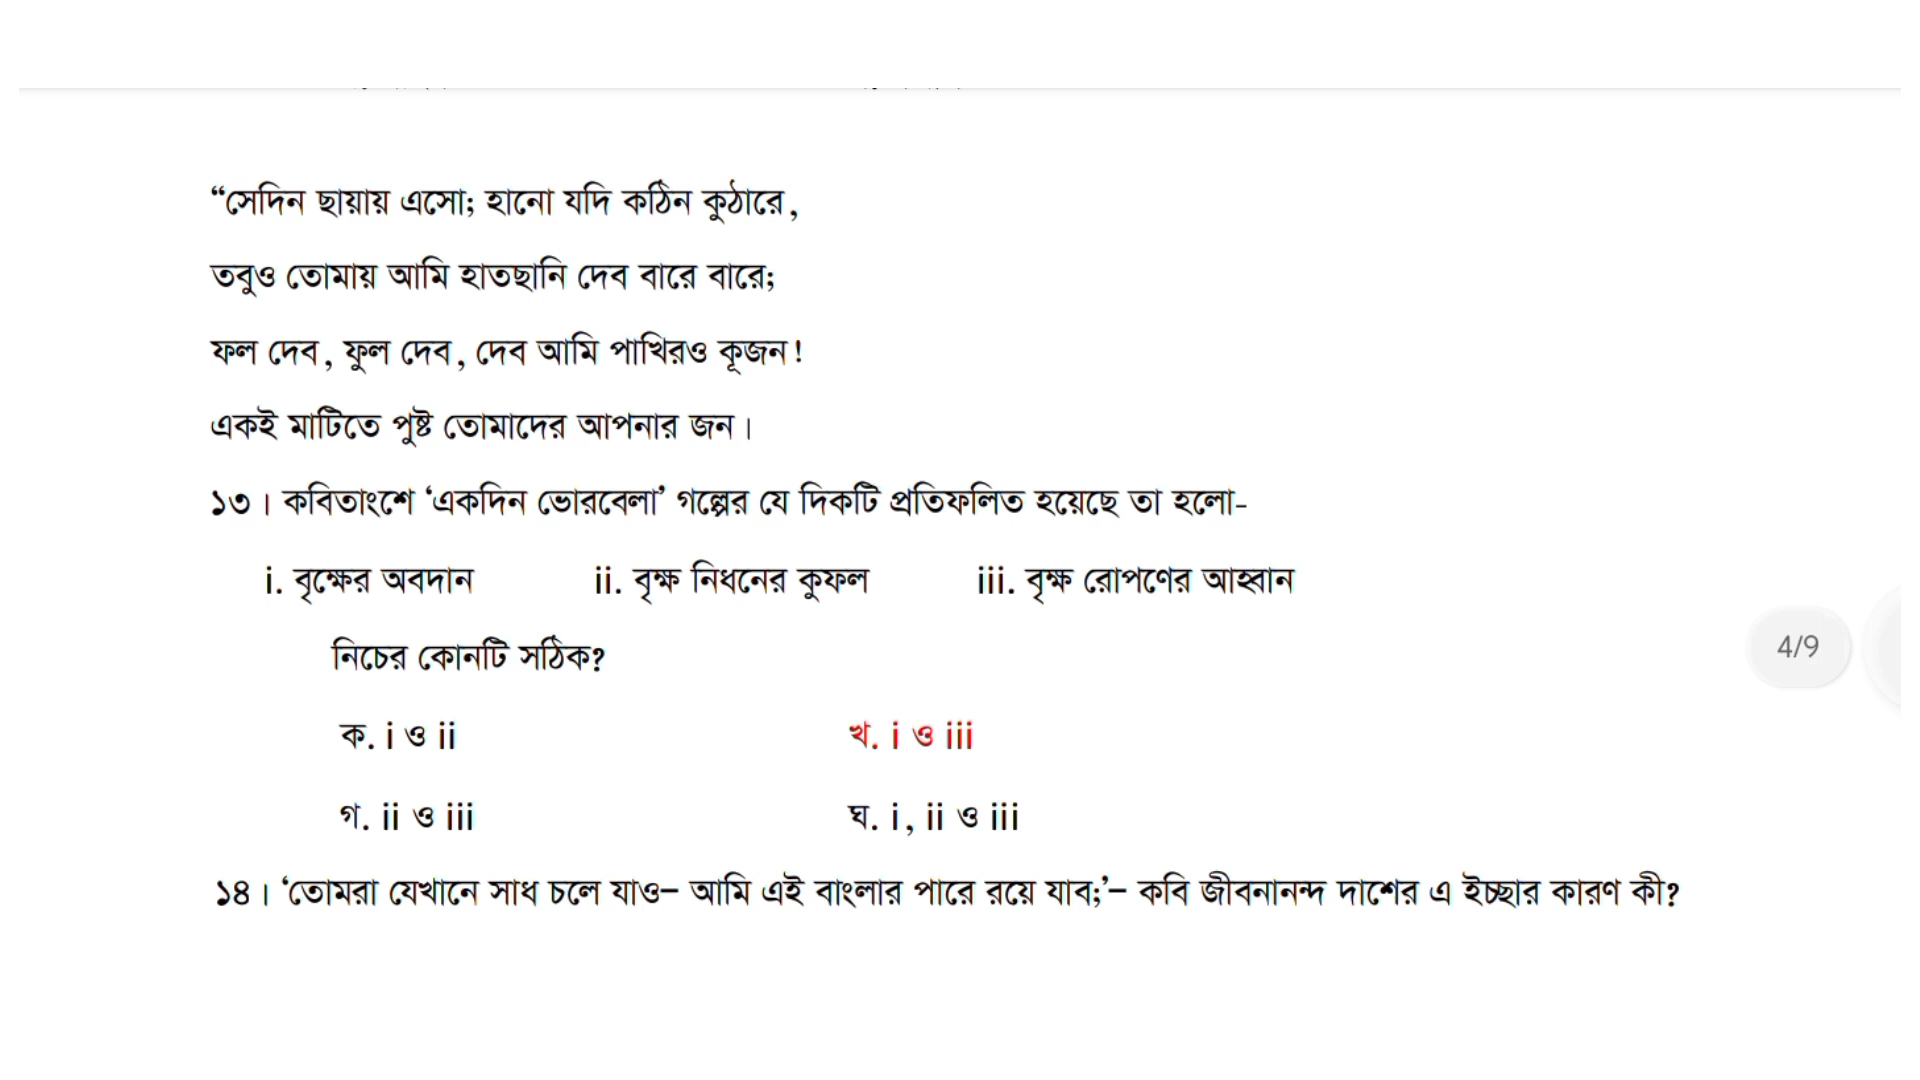 “সেদিন ছায়ায় এসো; হানো যদি কঠিন কুঠারে,
তবুও তোমায় আমি হাতছানি দেব বারে বারে;
ফল দেব, ফুল দেব, দেব আমি পাখিরও কূজন!
একই মাটিতে পুষ্ট তোমাদের আপনার জন।
১৩। কবিতাংশে ‘একদিন ভোরবেলা’ গল্পের যে দিকটি প্রতিফলিত হয়েছে তা হলো-
i. বৃক্ষের অবদান ii. বৃক্ষ নিধনের কুফল iii. বৃক্ষ রোপণের আহ্বান
নিচের কোনটি সঠিক?
4/9
ক. i ও ii খ. i ও iii
গ. ii ও iii ঘ. i, ii ও iii
১৪। ‘তোমরা যেখানে সাধ চলে যাও– আমি এই বাংলার পারে রয়ে যাব;’– কবি জীবনানন্দ দাশের এ ইচ্ছার কারণ কী?